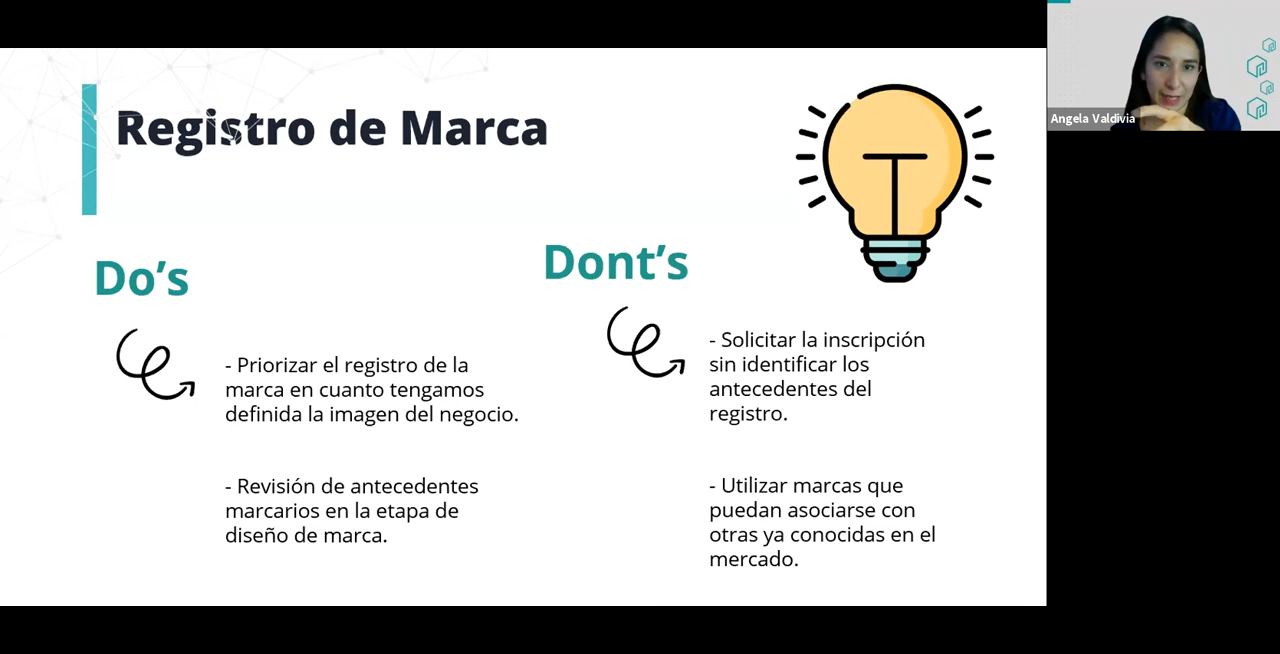 Registro de Marca
Do’s
- Priorizar el registro de la
marca en cuanto tengamos
definida la imagen del negocio.
- Revisión de antecedentes
marcarios en la etapa de
diseño de marca.
Dont’s
- Solicitar la inscripción
sin identificar los
antecedentes del
registro.
- Utilizar marcas que
puedan asociarse con
otras ya conocidas en el
mercado.
Angela Valdivia